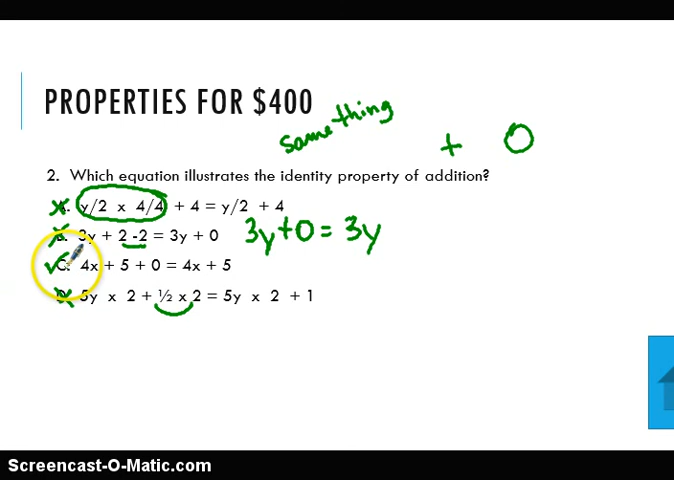 PROPERTIES FOR $400
same thing
+ 0
2. Which equation illustrates the identity property of addition?
A. y/2 x 4/4 + 4 = y/2 + 4
B. 3y + 2 -2 = 3y + 0
3y+0 = 3y
C. 4x + 5 + 0 = 4x + 5
D. 5y x 2 + ½ x 2 = 5y x 2 + 1
Screencast-O-Matic.com